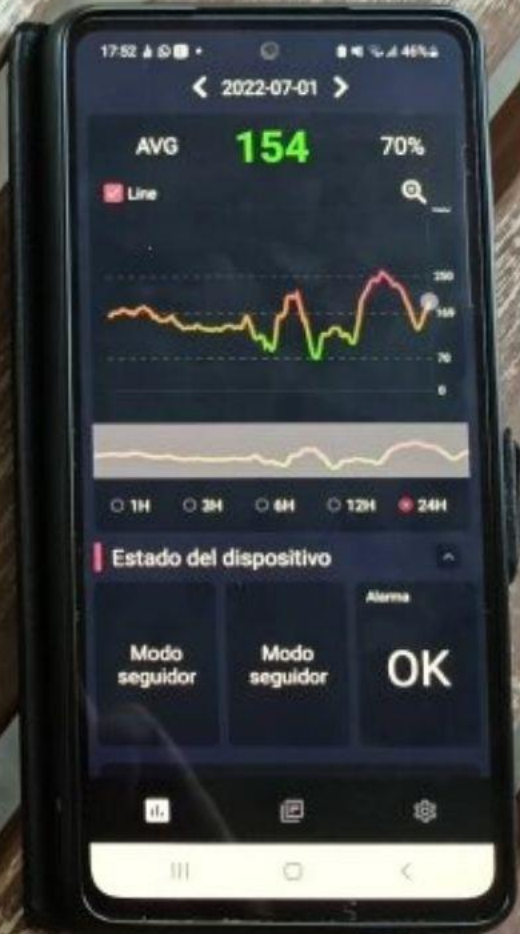 17:52
46%
2022-07-01
AVG 154 70%
Line
250
169
70
0
1H 3H 6H 12H 24H
Estado del dispositivo
Modo seguidor
Modo seguidor
Alarma
OK